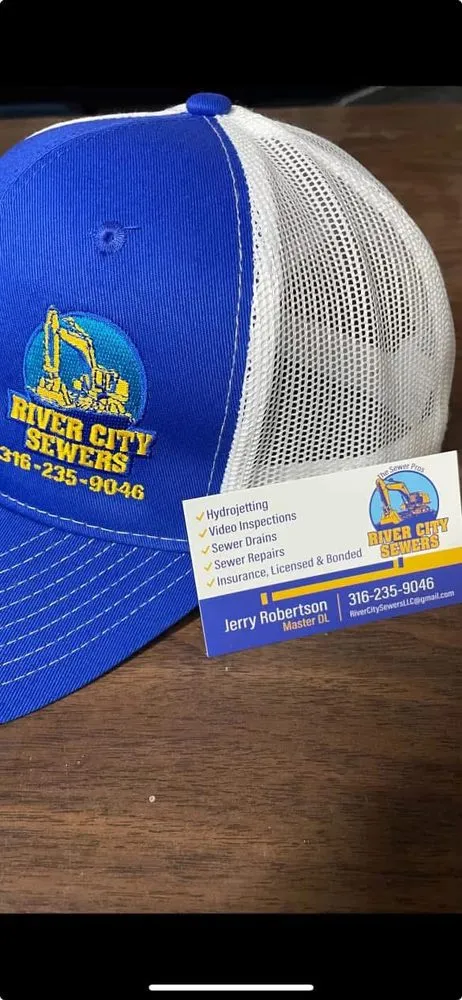 RIVER CITY
SEWERS
316-235-9046
The Sewer Pros
RIVER CITY
SEWERS
Hydrojetting
Video Inspections
Sewer Drains
Sewer Repairs
Insurance, Licensed & Bonded
Jerry Robertson
Master DL
316-235-9046
RiverCitySewersLLC@gmail.com